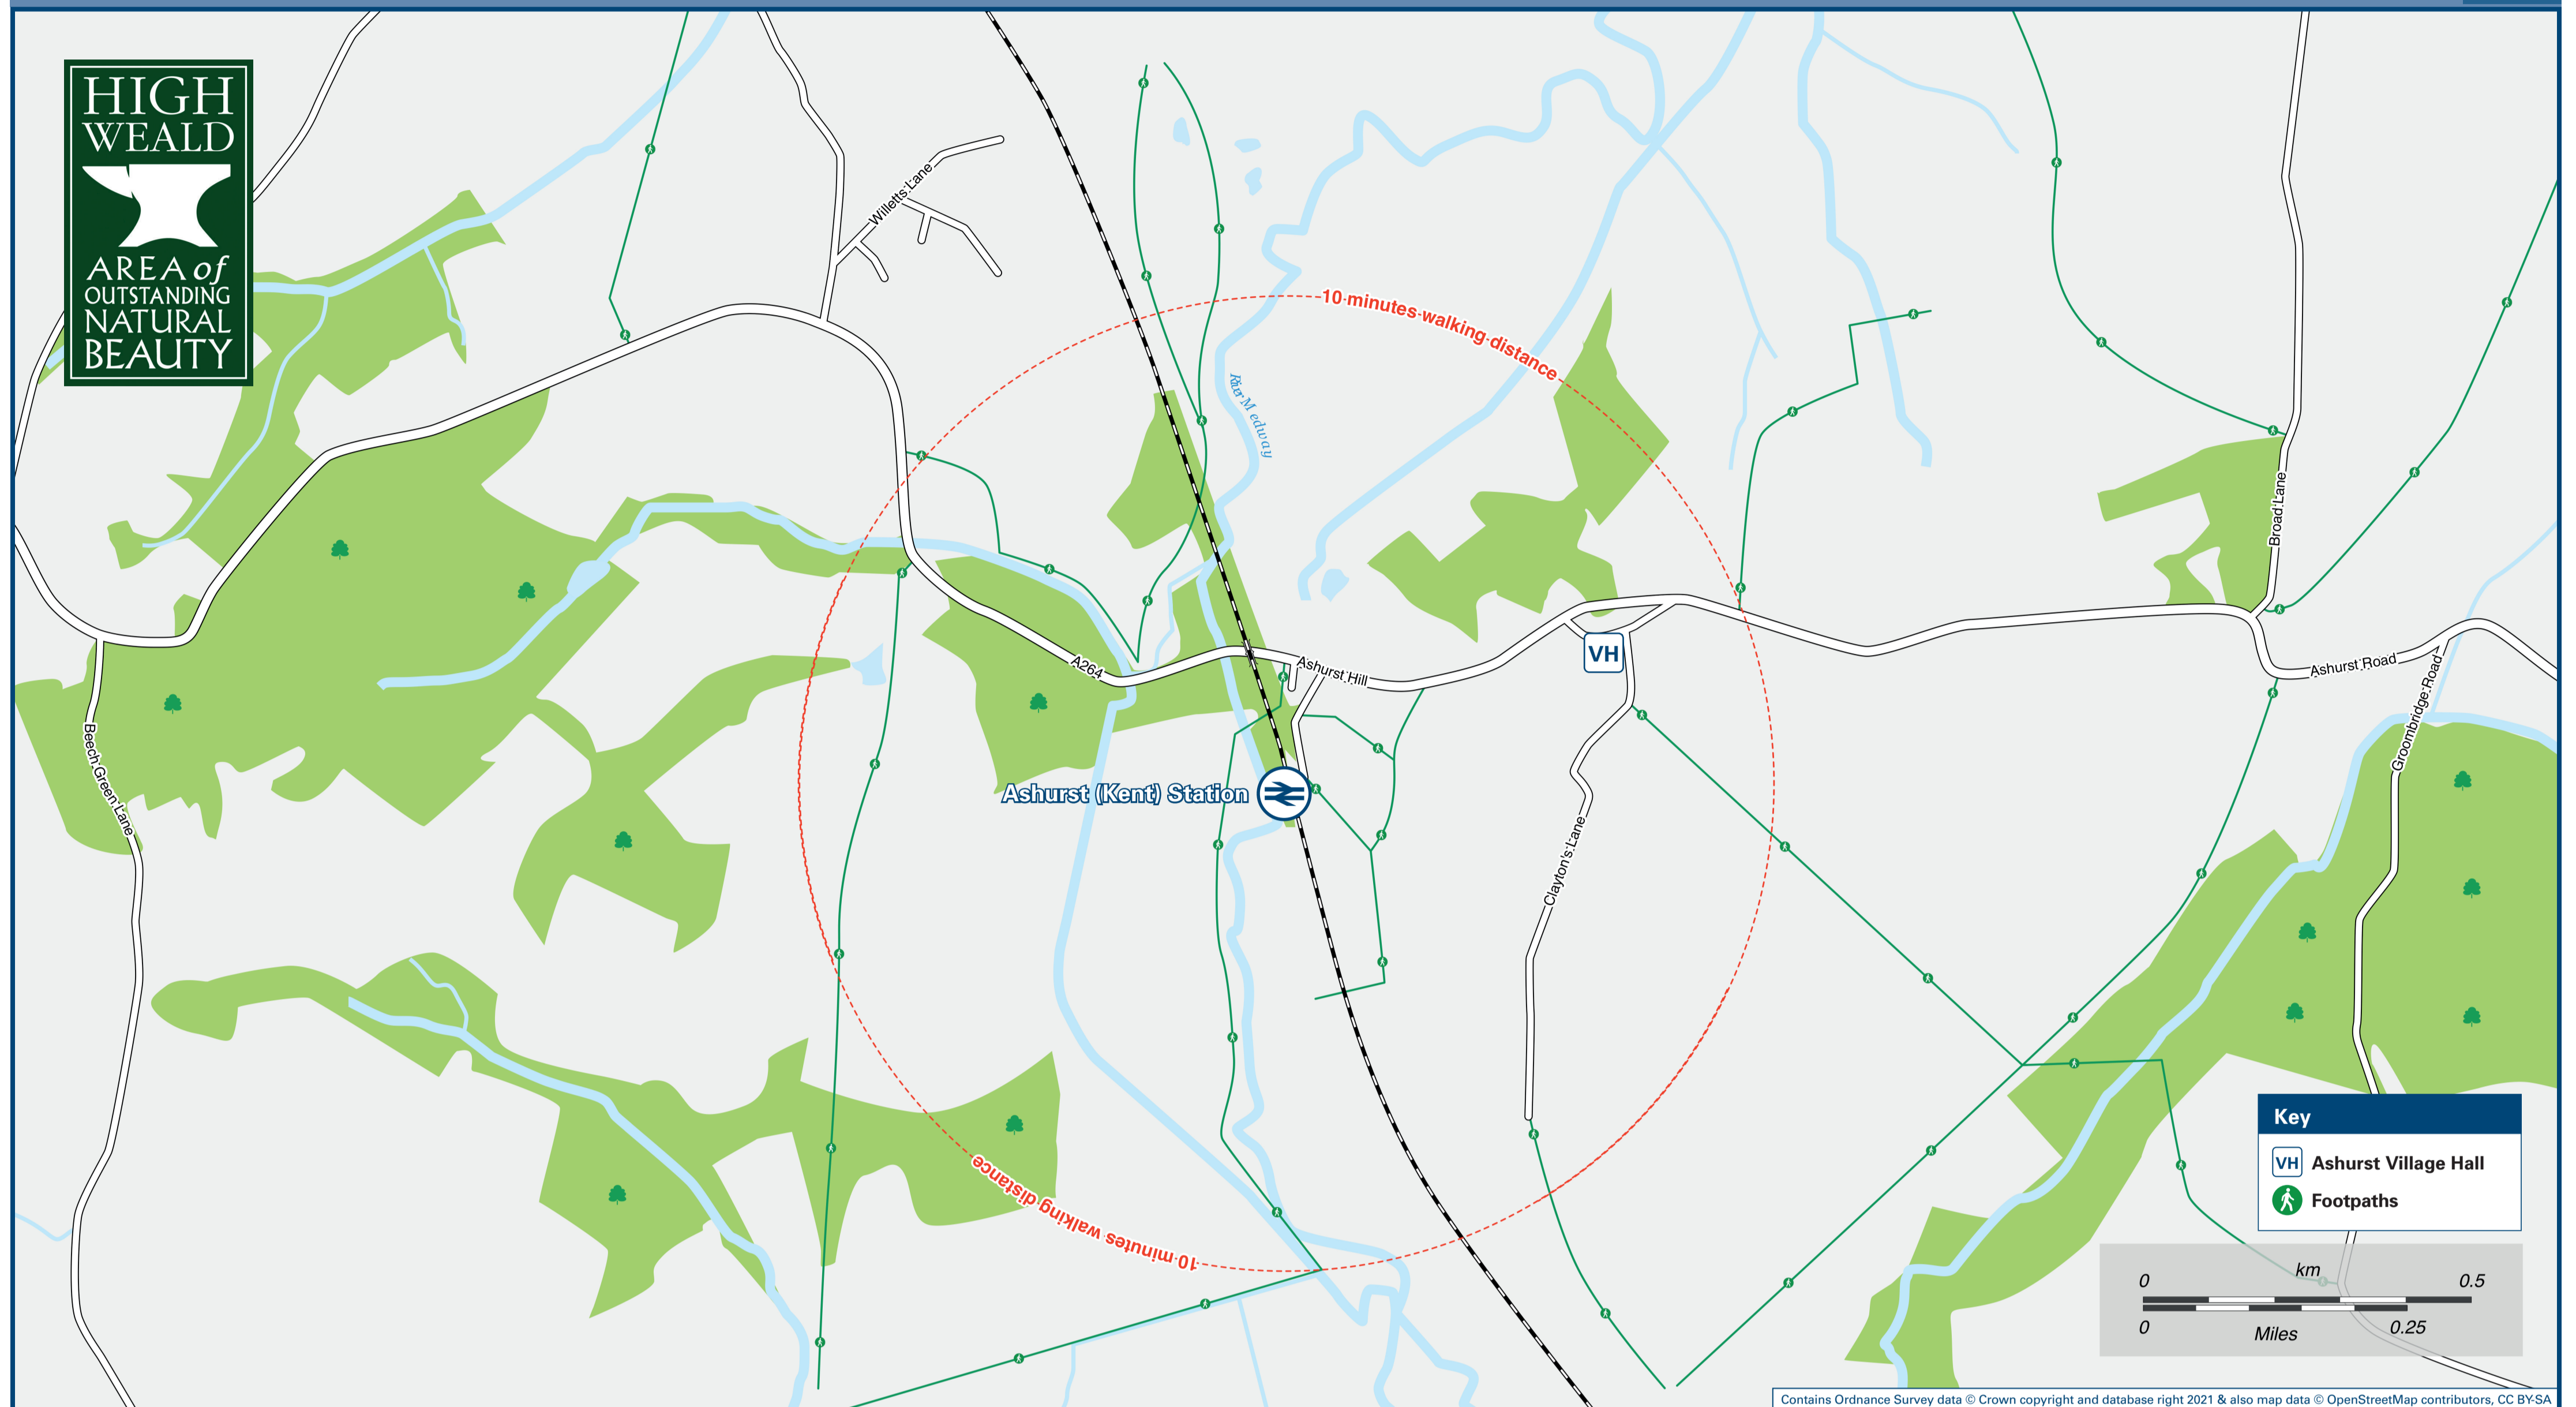 HIGH
WEALD
AREA of
OUTSTANDING
NATURAL
BEAUTY
Willetts Lane
10 minutes walking distance
River Medway
Broad Lane
A264
Ashurst Hill
VH
Ashurst Road
Groombridge Road
Beech Green Lane
Ashurst (Kent) Station
Clayton's Lane
10 minutes walking distance
Key
VH Ashurst Village Hall
Footpaths
km
0 0.5
0 Miles 0.25
Contains Ordnance Survey data © Crown copyright and database right 2021 & also map data © OpenStreetMap contributors, CC BY-SA